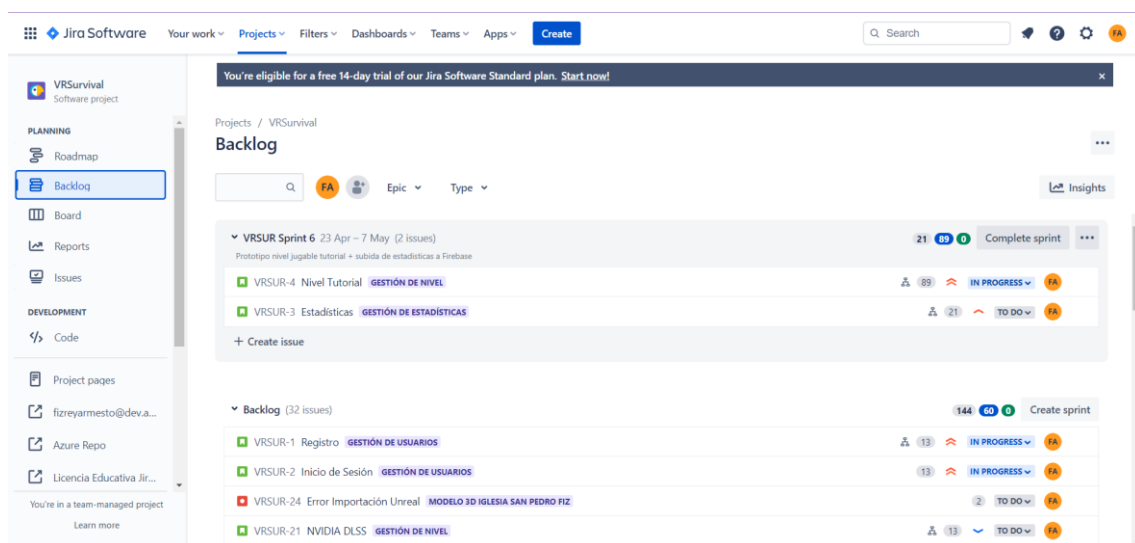 Jira Software Your work Projects Filters Dashboards Teams Apps Create Search FA
You're eligible for a free 14-day trial of our Jira Software Standard plan. Start now!
VRSurvival
Software project
PLANNING
Roadmap
Backlog
Board
Reports
Issues
DEVELOPMENT
Code
Project pages
fizreyarmesto@dev.a...
Azure Repo
Licencia Educativa Jir...
You're in a team-managed project
Learn more
Projects / VRSurvival
Backlog
FA Epic Type Insights
VRSUR Sprint 6 23 Apr – 7 May (2 issues) 21 89 0 Complete sprint
Prototipo nivel jugable tutorial + subida de estadisticas a Firebase
VRSUR-4 Nivel Tutorial GESTIÓN DE NIVEL 89 IN PROGRESS FA
VRSUR-3 Estadísticas GESTIÓN DE ESTADÍSTICAS 21 TO DO FA
+ Create issue
Backlog (32 issues) 144 60 0 Create sprint
VRSUR-1 Registro GESTIÓN DE USUARIOS 13 IN PROGRESS FA
VRSUR-2 Inicio de Sesión GESTIÓN DE USUARIOS 13 IN PROGRESS FA
VRSUR-24 Error Importación Unreal MODELO 3D IGLESIA SAN PEDRO FIZ 2 TO DO FA
VRSUR-21 NVIDIA DLSS GESTIÓN DE NIVEL 13 TO DO FA